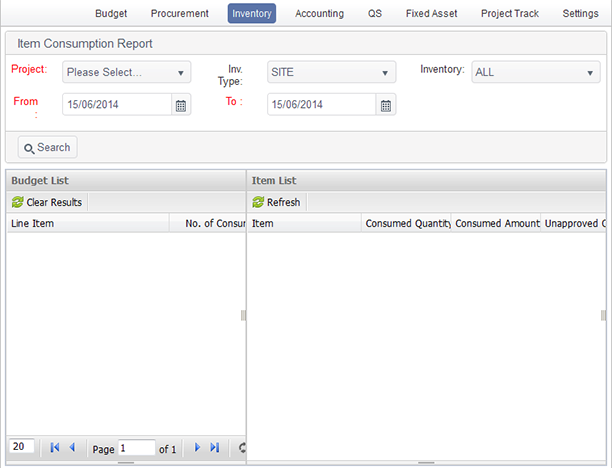 Budget Procurement Inventory Accounting QS Fixed Asset Project Track Settings
Item Consumption Report
Project: Please Select... Inv. Type: SITE Inventory: ALL
From : 15/06/2014 To : 15/06/2014
Search
Budget List Item List
Clear Results Refresh
Line Item No. of Consu Item Consumed Quantity Consumed Amount Unapproved
20 Page 1 of 1